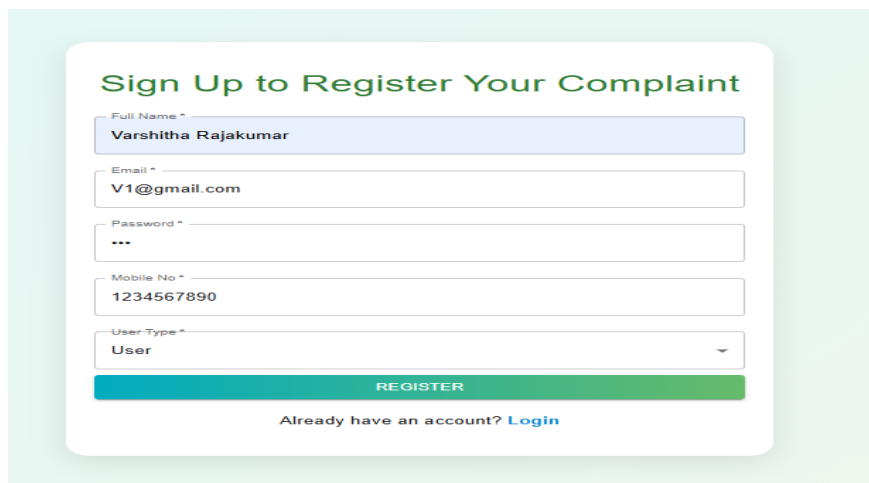 Sign Up to Register Your Complaint
Full Name *
Varshitha Rajakumar
Email *
V1@gmail.com
Password *
•••
Mobile No *
1234567890
User Type *
User
REGISTER
Already have an account? Login